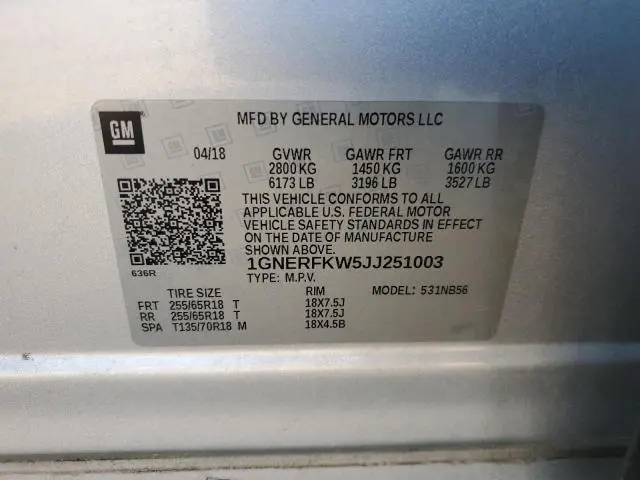 GM
MFD BY GENERAL MOTORS LLC
04/18 GVWR GAWR FRT GAWR RR
2800 KG 1450 KG 1600 KG
6173 LB 3196 LB 3527 LB
THIS VEHICLE CONFORMS TO ALL
APPLICABLE U.S. FEDERAL MOTOR
VEHICLE SAFETY STANDARDS IN EFFECT
ON THE DATE OF MANUFACTURE
SHOWN ABOVE.
636R
1GNERFKW5JJ251003
TYPE: M.P.V. MODEL: 531NB56
TIRE SIZE RIM
FRT 255/65R18 T 18X7.5J
RR 255/65R18 T 18X7.5J
SPA T135/70R18 M 18X4.5B